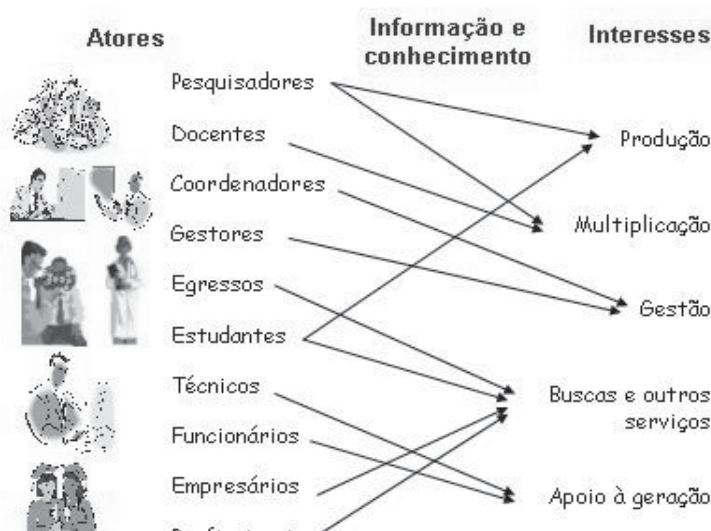 Atores
Informação e
conhecimento
Interesses
Pesquisadores
Docentes
Coordenadores
Gestores
Egressos
Estudantes
Técnicos
Funcionários
Empresários
Produção
Multiplicação
Gestão
Buscas e outros
serviços
Apoio à geração